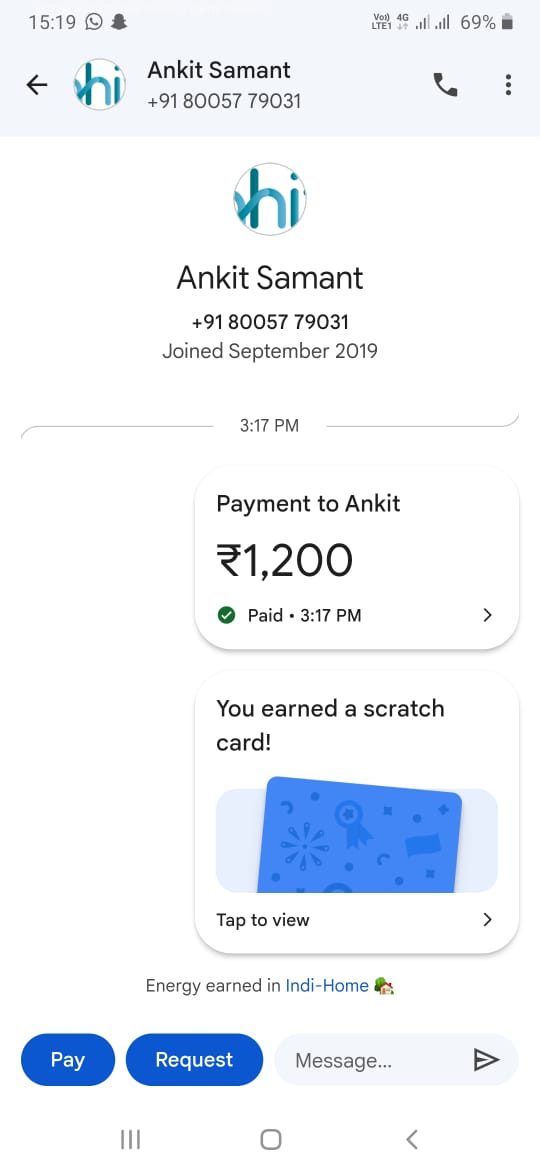 15:19
Vo)) 4G
LTE1
69%
Ankit Samant
+91 80057 79031
hi
hi
Ankit Samant
+91 80057 79031
Joined September 2019
3:17 PM
Payment to Ankit
₹1,200
Paid • 3:17 PM
You earned a scratch
card!
Tap to view
Energy earned in Indi-Home
Pay
Request
Message...